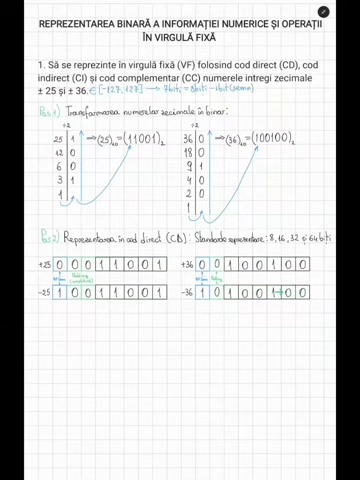 REPREZENTAREA BINARĂ A INFORMAȚIEI NUMERICE ȘI OPERAȚII
ÎN VIRGULĂ FIXĂ
1. Să se reprezinte în virgulă fixă (VF) folosind cod direct (CD), cod
indirect (CI) și cod complementar (CC) numerele intregi zecimale
± 25 și ± 36. ∈ [-127, 127] → 7biți = 8biți - 1bit (semn)
Pas 1) Transformarea numerelor zecimale în binar:
÷2 ÷2
25 1 ⇒ (25)₁₀ = (11001)₂ 36 0 ⇒ (36)₁₀ = (100100)₂
12 0 18 0
6 0 9 1
3 1 4 0
1 2 0
1
Pas 2) Reprezentarea în cod direct (CD): Standarde reprezentare: 8, 16, 32 și 64 biți
+25 0 0 0 1 1 0 0 1 +36 0 0 1 0 0 1 0 0
-25 1 0 0 1 1 0 0 1 -36 1 0 1 0 0 1 0 0